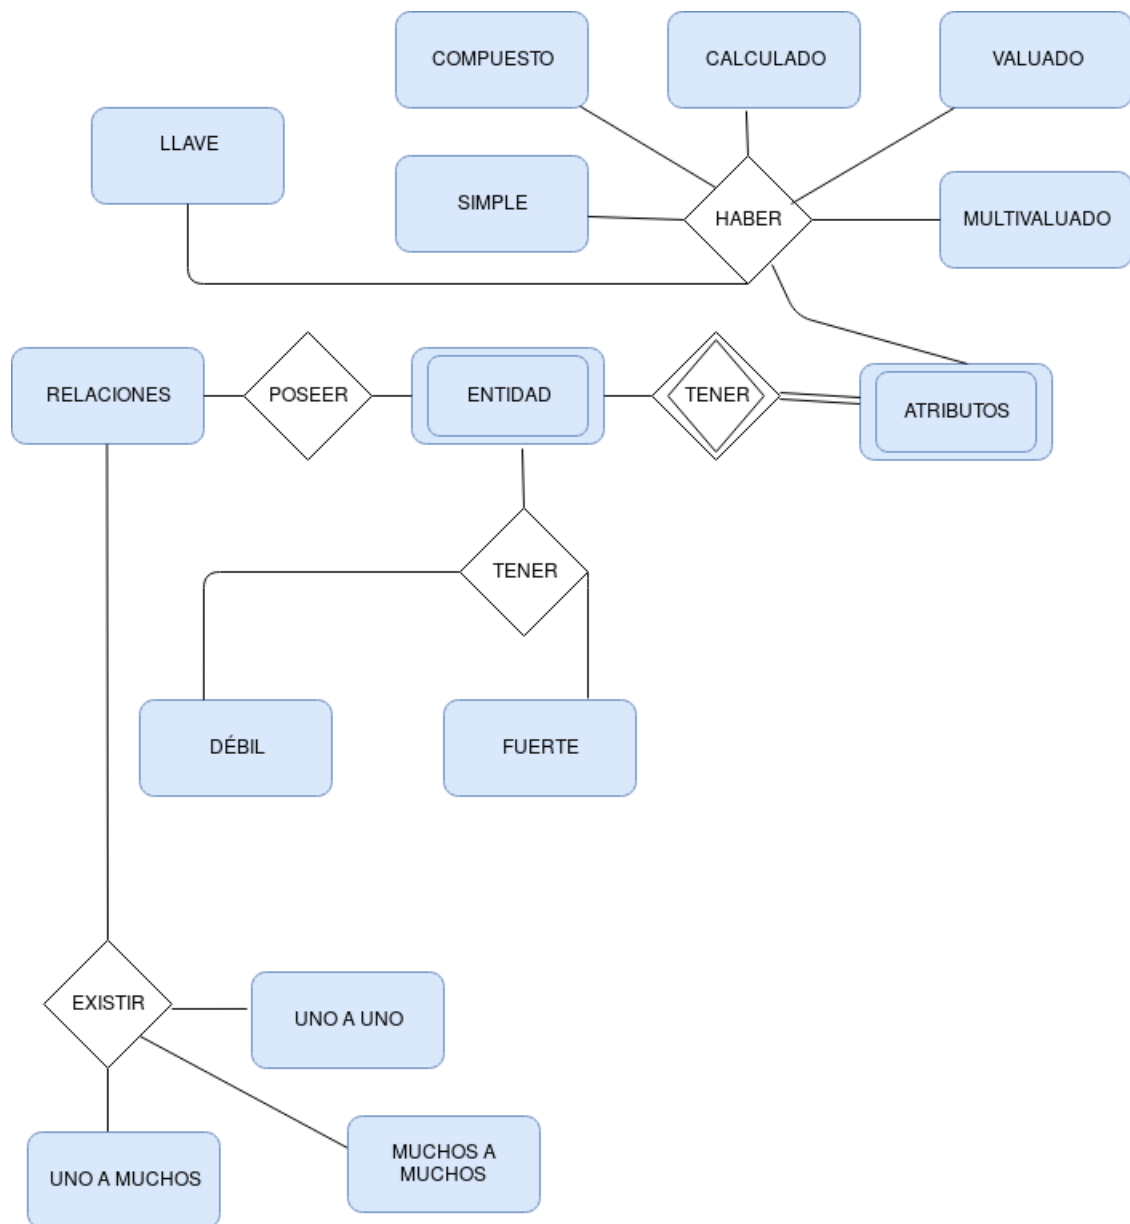 COMPUESTO
CALCULADO
VALUADO
LLAVE
SIMPLE
HABER
MULTIVALUADO
RELACIONES
POSEER
ENTIDAD
TENER
ATRIBUTOS
TENER
DÉBIL
FUERTE
EXISTIR
UNO A UNO
UNO A MUCHOS
MUCHOS A
MUCHOS